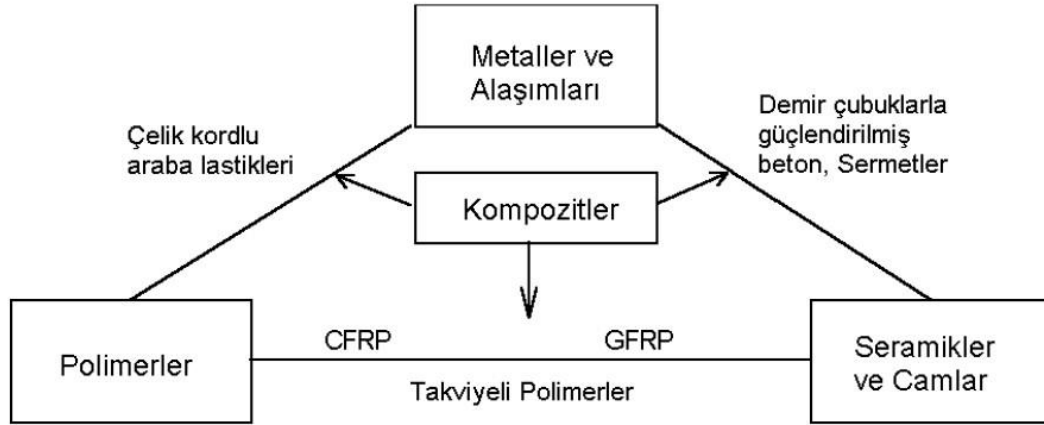 Metaller ve
Alaşımları
Çelik kordlu
araba lastikleri
Demir çubuklarla
güçlendirilmiş
beton, Sermetler
Kompozitler
Polimerler
CFRP
GFRP
Takviyeli Polimerler
Seramikler
ve Camlar